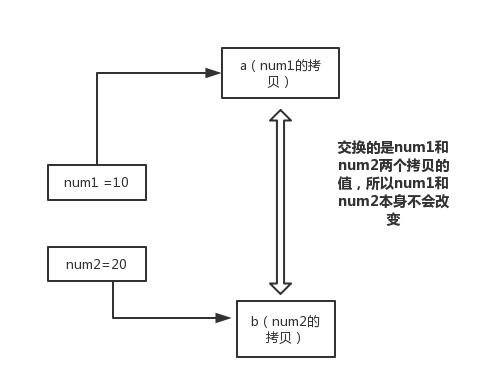 a（num1的拷
贝）
交换的是num1和
num2两个拷贝的
值，所以num1和
num2本身不会改
变
num1 =10
num2=20
b（num2的
拷贝）